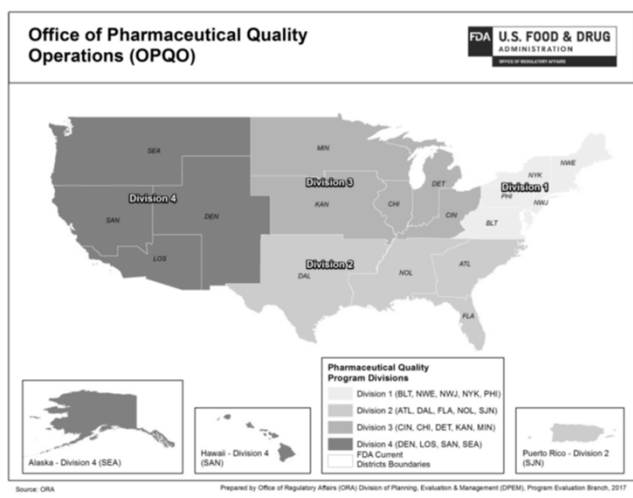 Office of Pharmaceutical Quality
Operations (OPQO)
FDA
U.S. FOOD & DRUG
ADMINISTRATION
OFFICE OF REGULATORY AFFAIRS
SEA
MIN
NWE
NYK
Division 3
DET
Division 1
PHI
Division 4
NWJ
KAN
CHI
SAN
DEN
CIN
BLT
LOS
Division 2
DAL
NOL
ATL
FLA
Pharmaceutical Quality
Program Divisions
Division 1 (BLT, NWE, NWJ, NYK, PHI)
Division 2 (ATL, DAL, FLA, NOL, SJN)
Division 3 (CIN, CHI, DET, KAN, MIN)
Division 4 (DEN, LOS, SAN, SEA)
FDA Current
Districts Boundaries
Alaska - Division 4 (SEA)
Hawaii - Division 4
(SAN)
Puerto Rico - Division 2
(SJN)
Source: ORA
Prepared by Office of Regulatory Affairs (ORA) Division of Planning, Evaluation & Management (DPEM), Program Evaluation Branch, 2017